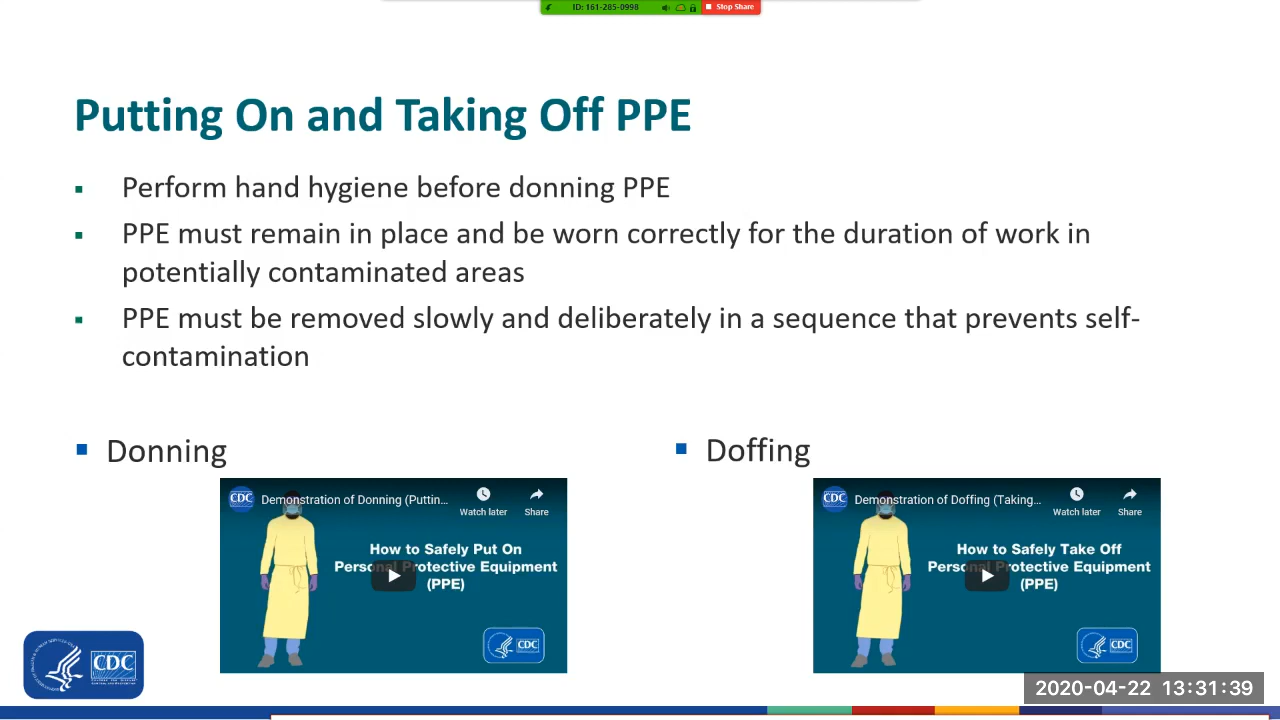 ID: 161-285-0998
Stop Share
Putting On and Taking Off PPE
▪ Perform hand hygiene before donning PPE
▪ PPE must remain in place and be worn correctly for the duration of work in
potentially contaminated areas
▪ PPE must be removed slowly and deliberately in a sequence that prevents self-
contamination
▪ Donning
CDC
Demonstration of Donning (Puttin...
Watch later
Share
How to Safely Put On
Personal Protective Equipment
(PPE)
CDC
▪ Doffing
CDC
Demonstration of Doffing (Taking...
Watch later
Share
How to Safely Take Off
Personal Protective Equipment
(PPE)
CDC
CDC
2020-04-22 13:31:39